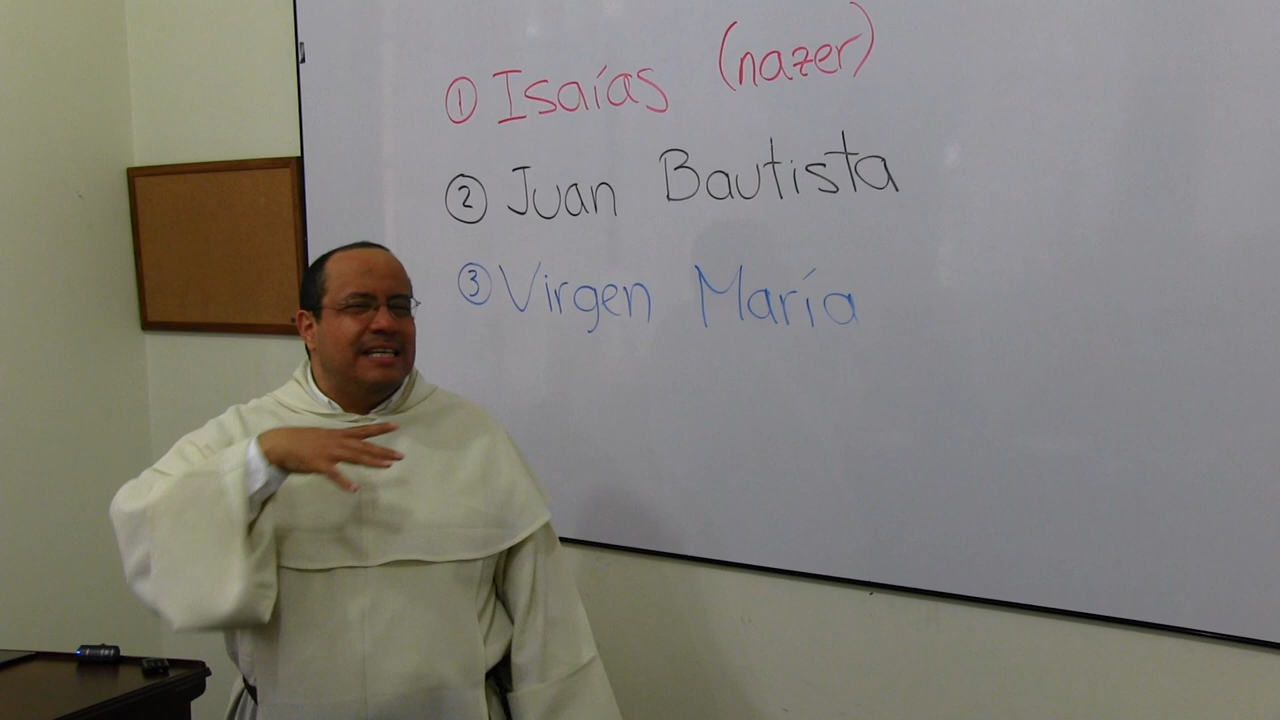 ① Isaías (nazer)
② Juan Bautista
③ Virgen María